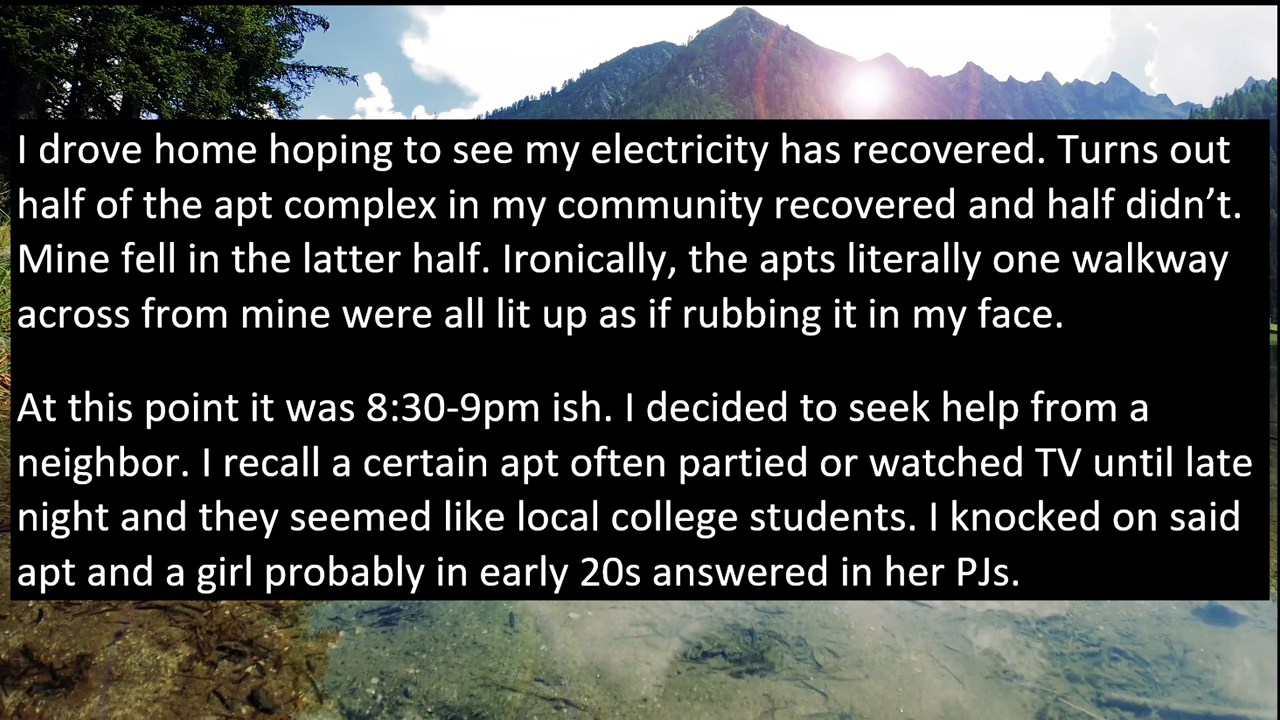 I drove home hoping to see my electricity has recovered. Turns out
half of the apt complex in my community recovered and half didn’t.
Mine fell in the latter half. Ironically, the apts literally one walkway
across from mine were all lit up as if rubbing it in my face.
At this point it was 8:30-9pm ish. I decided to seek help from a
neighbor. I recall a certain apt often partied or watched TV until late
night and they seemed like local college students. I knocked on said
apt and a girl probably in early 20s answered in her PJs.